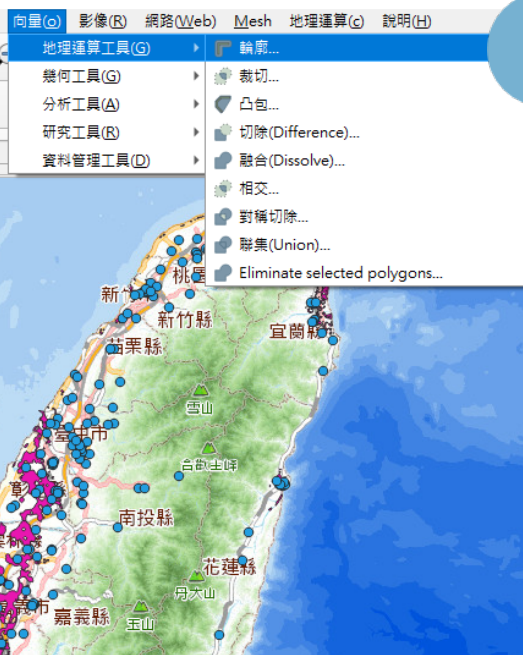 向量(o) 影像(R) 網路(Web) Mesh 地理運算(c) 說明(H)
地理運算工具(G)
幾何工具(G)
分析工具(A)
研究工具(R)
資料管理工具(D)
輪廓...
裁切...
凸包...
切除(Difference)...
融合(Dissolve)...
相交...
對稱切除...
聯集(Union)...
Eliminate selected polygons...
桃園
新竹
新竹縣
宜蘭縣
苗栗縣
雪山
臺中市
合歡主峰
彰
南投縣
花蓮縣
丹大山
義市
嘉義縣
玉山